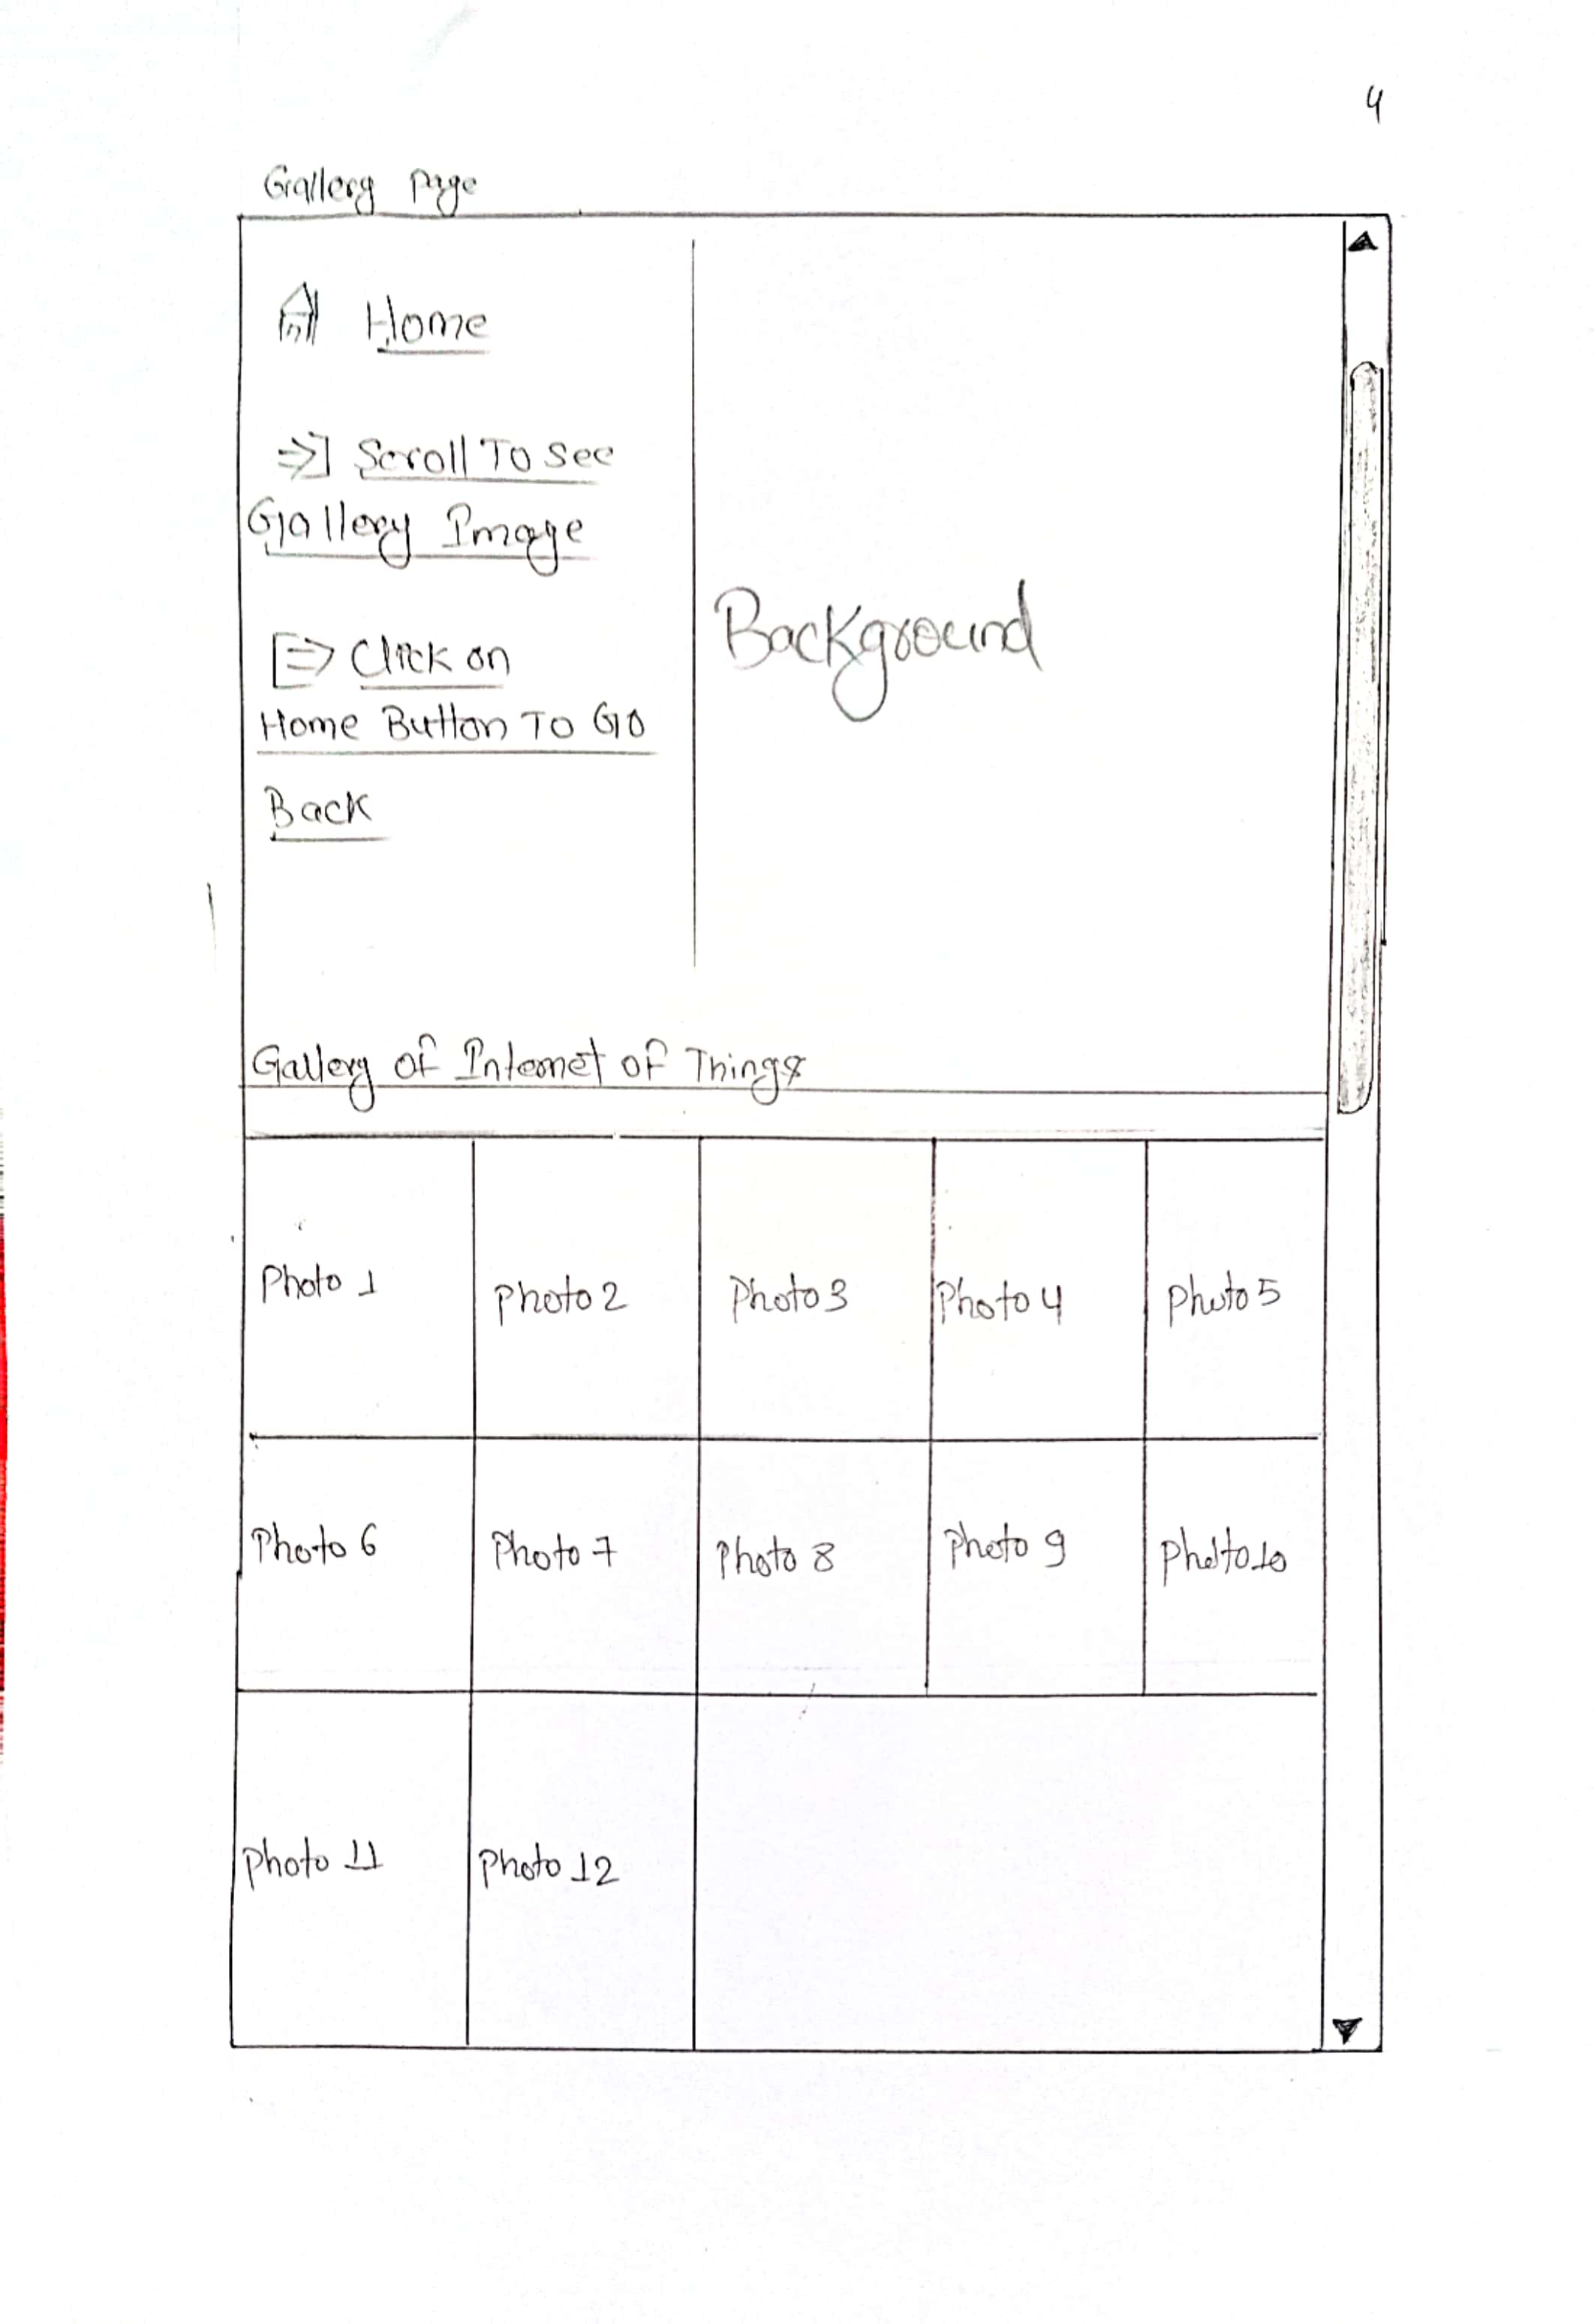 4
Gallery Page
Home
Scroll To See
Gallery Image
Click on
Home Button To Go
Back
Background
Gallery of Internet of Things
Photo 1
Photo 2
Photo 3
Photo 4
Photo 5
Photo 6
Photo 7
Photo 8
Photo 9
Photo 10
Photo 11
Photo 12